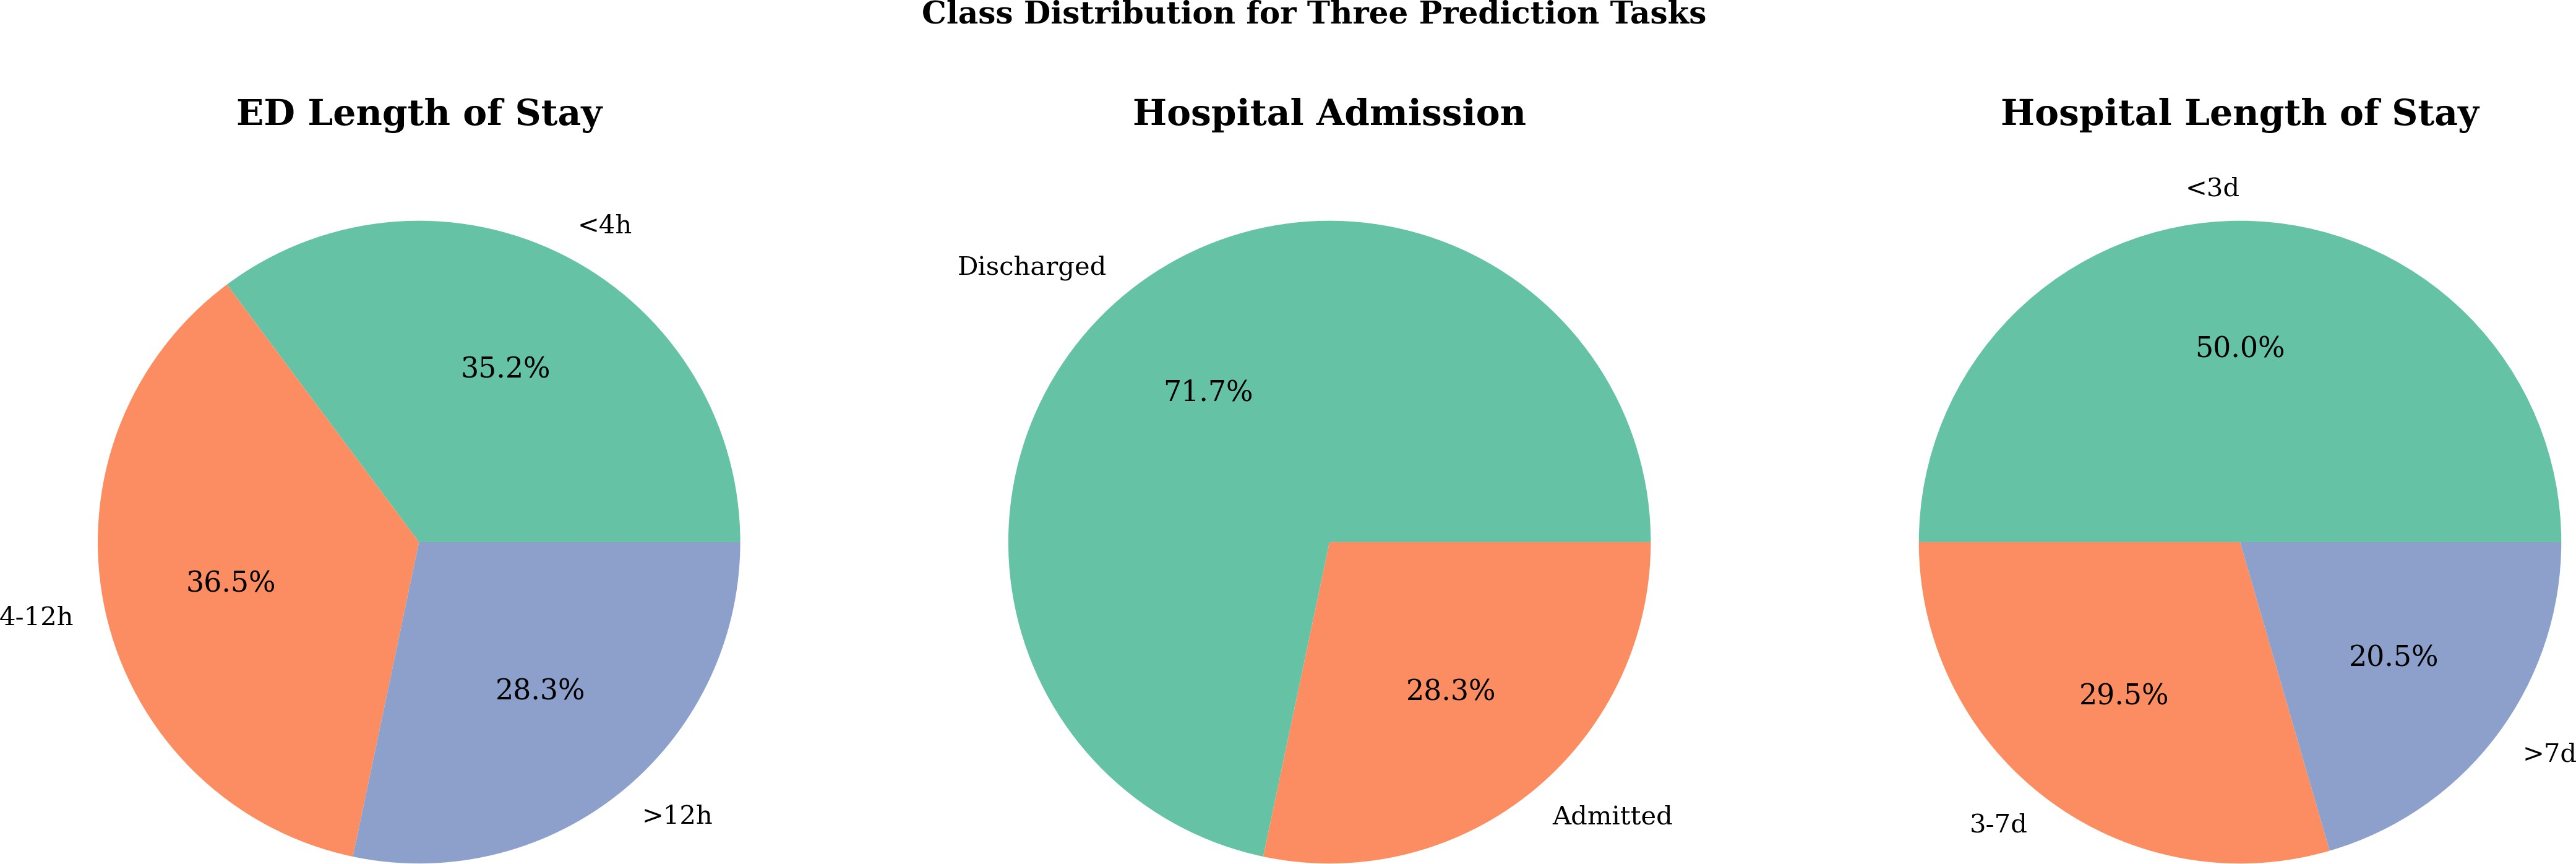 Class Distribution for Three Prediction Tasks
ED Length of Stay
<4h
35.2%
36.5%
4-12h
28.3%
>12h
Hospital Admission
Discharged
71.7%
28.3%
Admitted
Hospital Length of Stay
<3d
50.0%
20.5%
29.5%
>7d
3-7d